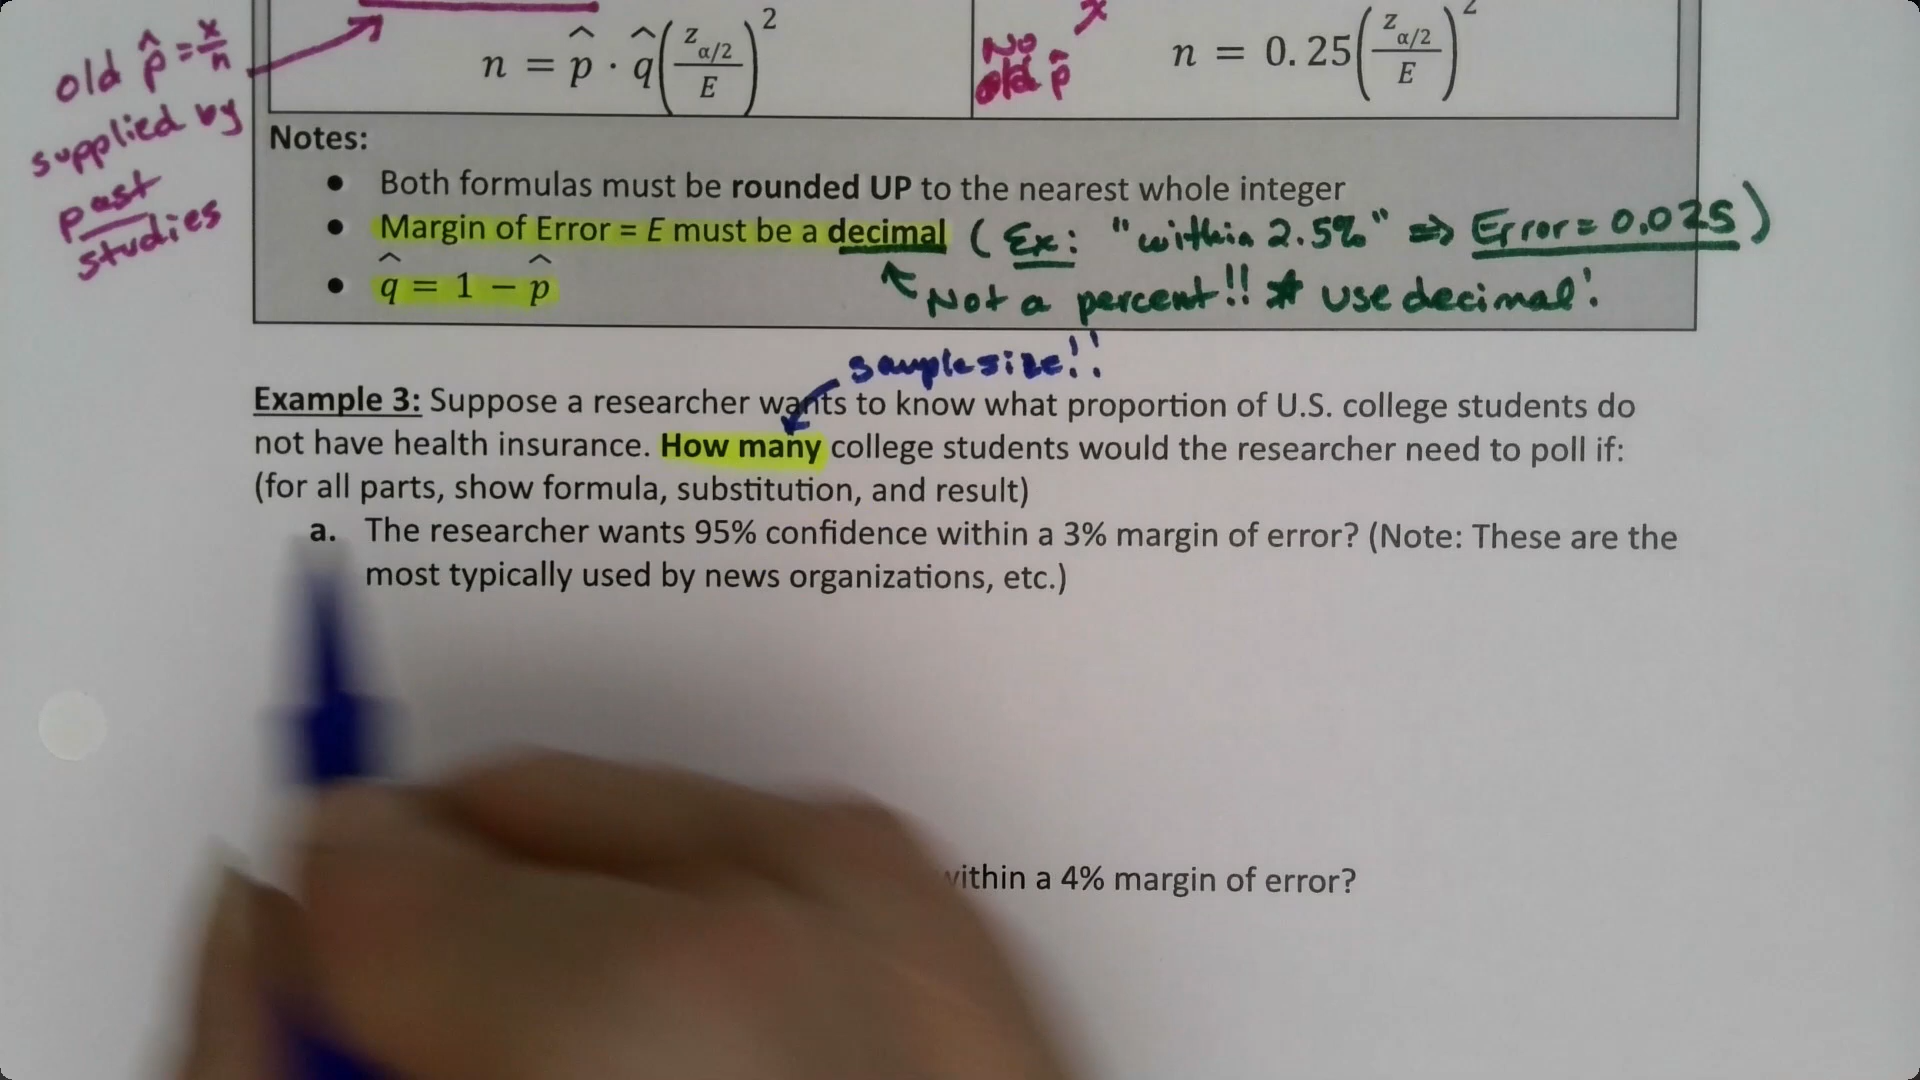 old p̂ = x/n
supplied by
past
studies
n = p̂ · q̂(z α/2 / E)²
No
old p̂
n = 0.25(z α/2 / E)²
Notes:
• Both formulas must be rounded UP to the nearest whole integer
• Margin of Error = E must be a decimal (Ex: "within 2.5%" ⇒ Error = 0.025)
• q̂ = 1 − p̂
Not a percent!! * use decimal!
sample size!!
Example 3: Suppose a researcher wants to know what proportion of U.S. college students do
not have health insurance. How many college students would the researcher need to poll if:
(for all parts, show formula, substitution, and result)
a. The researcher wants 95% confidence within a 3% margin of error? (Note: These are the
most typically used by news organizations, etc.)
within a 4% margin of error?